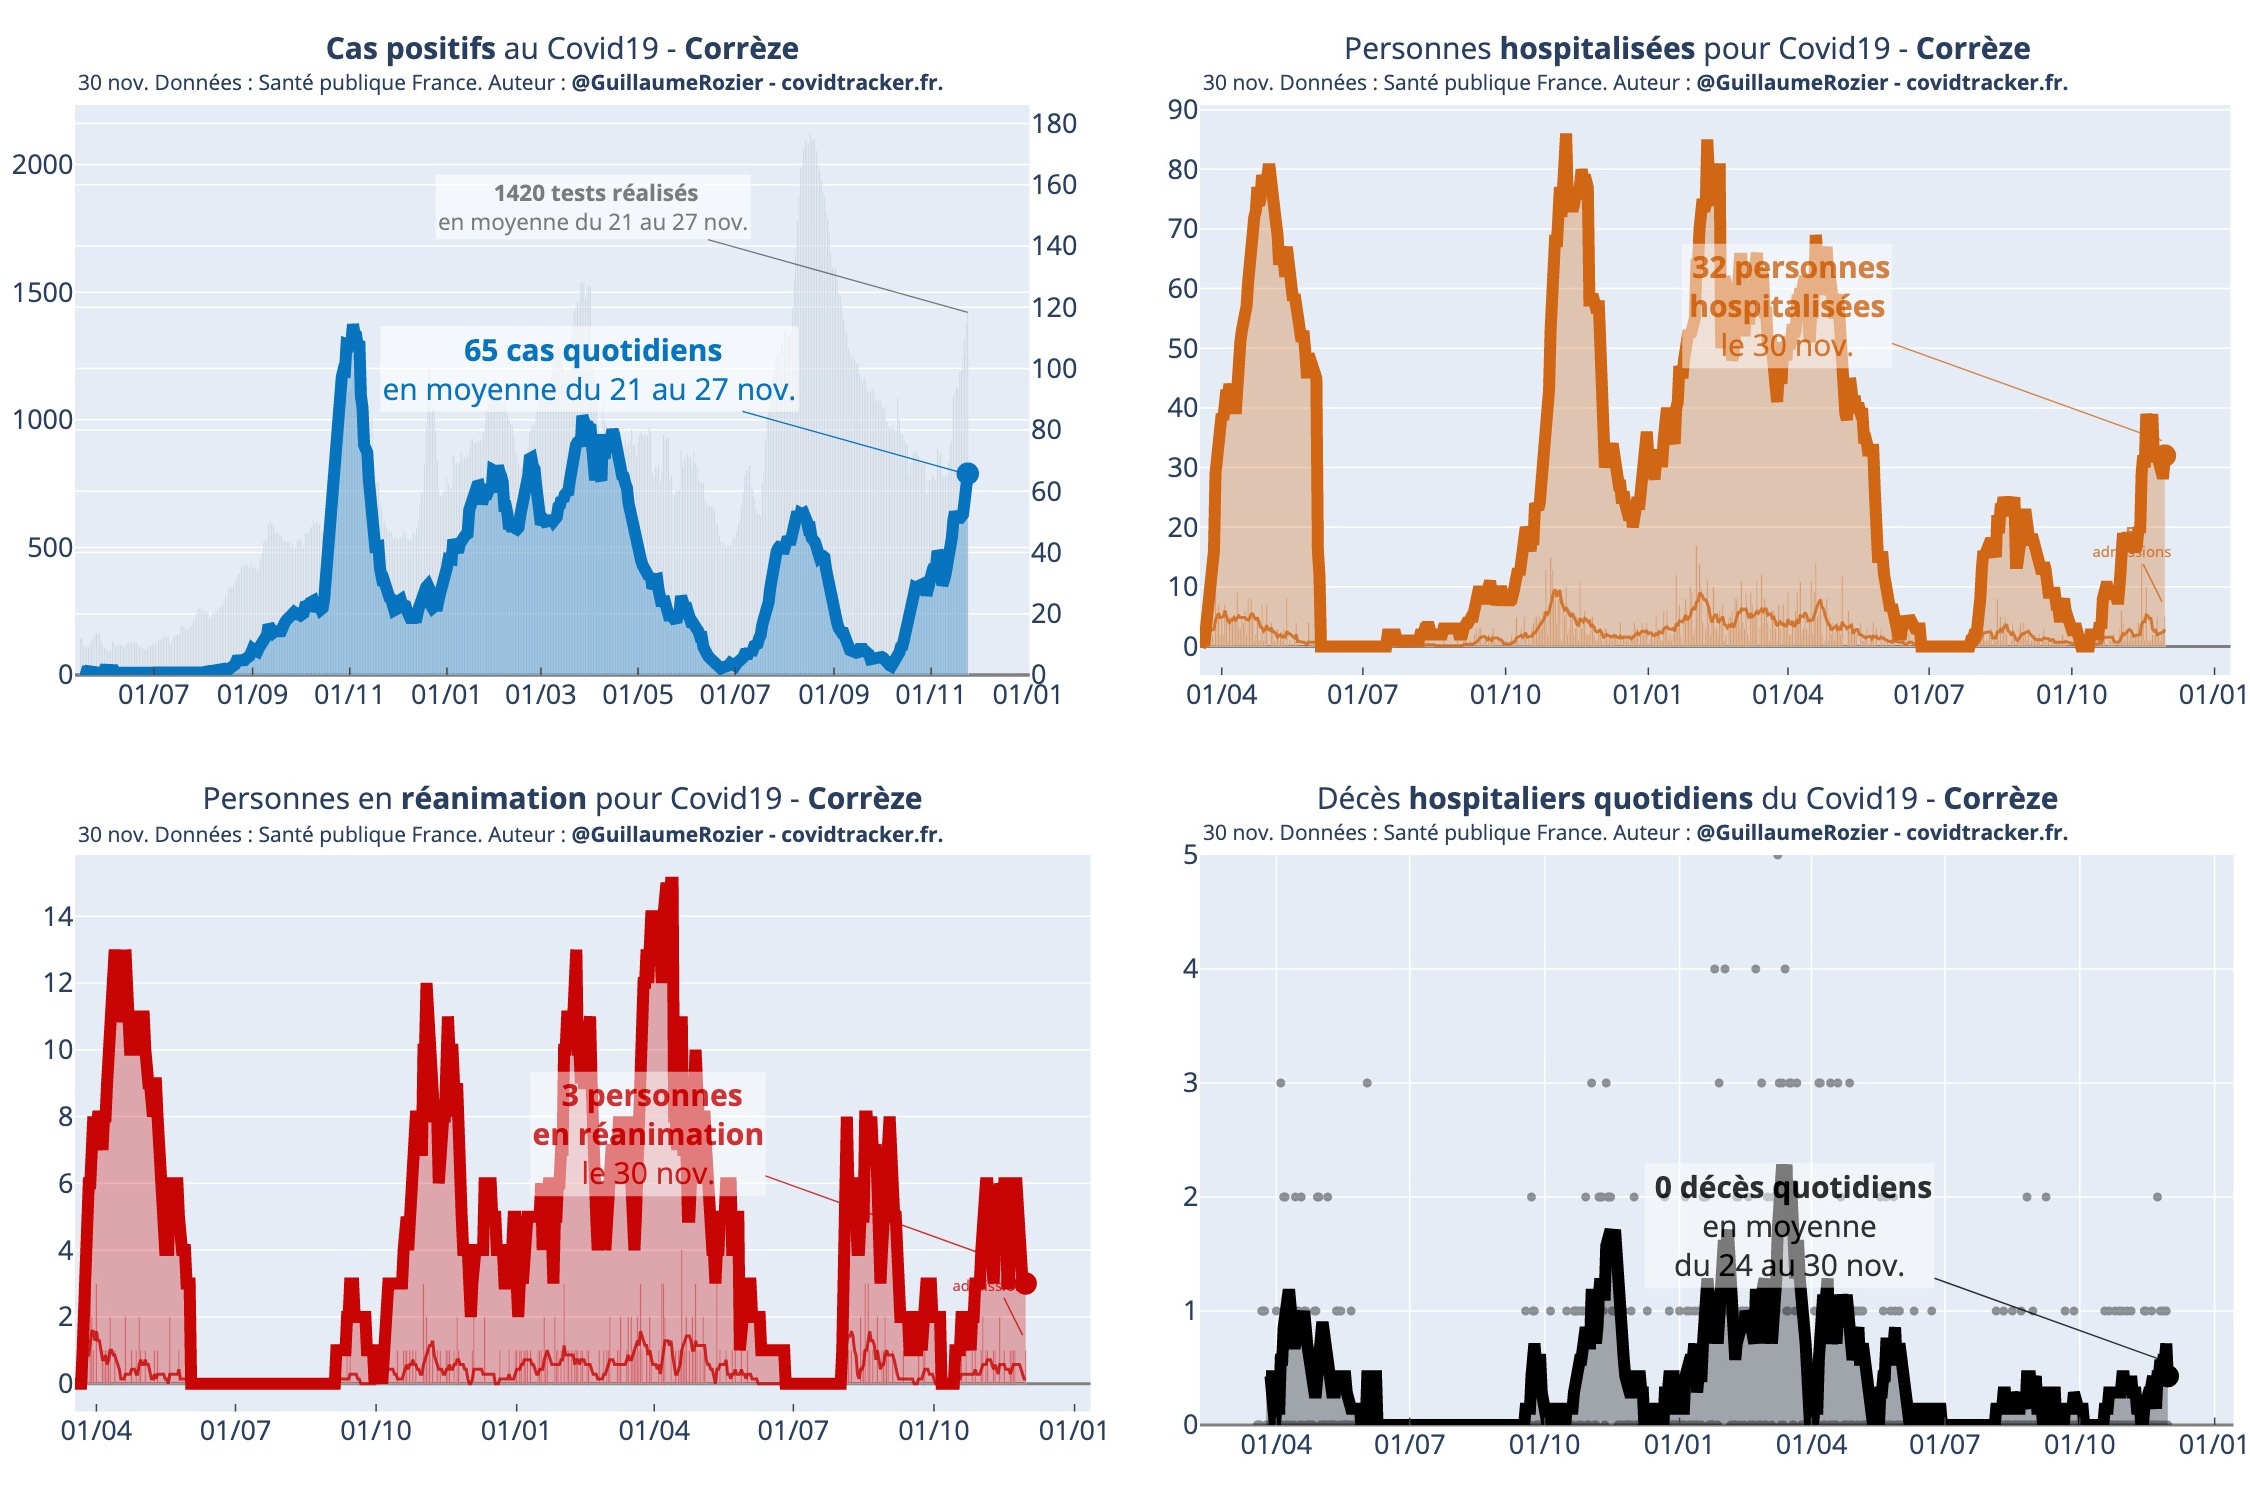 Cas positifs au Covid19 - Corrèze
30 nov. Données : Santé publique France. Auteur : @GuillaumeRozier - covidtracker.fr.
2000
1500
1000
500
0
180
160
140
120
100
80
60
40
20
0
1420 tests réalisés
en moyenne du 21 au 27 nov.
65 cas quotidiens
en moyenne du 21 au 27 nov.
01/07 01/09 01/11 01/01 01/03 01/05 01/07 01/09 01/11 01/01
Personnes hospitalisées pour Covid19 - Corrèze
30 nov. Données : Santé publique France. Auteur : @GuillaumeRozier - covidtracker.fr.
90
80
70
60
50
40
30
20
10
0
32 personnes
hospitalisées
le 30 nov.
01/04 01/07 01/10 01/01 01/04 01/07 01/10 01/01
Personnes en réanimation pour Covid19 - Corrèze
30 nov. Données : Santé publique France. Auteur : @GuillaumeRozier - covidtracker.fr.
14
12
10
8
6
4
2
0
3 personnes
en réanimation
le 30 nov.
01/04 01/07 01/10 01/01 01/04 01/07 01/10 01/01
Décès hospitaliers quotidiens du Covid19 - Corrèze
30 nov. Données : Santé publique France. Auteur : @GuillaumeRozier - covidtracker.fr.
5
4
3
2
1
0
0 décès quotidiens
en moyenne
du 24 au 30 nov.
01/04 01/07 01/10 01/01 01/04 01/07 01/10 01/01